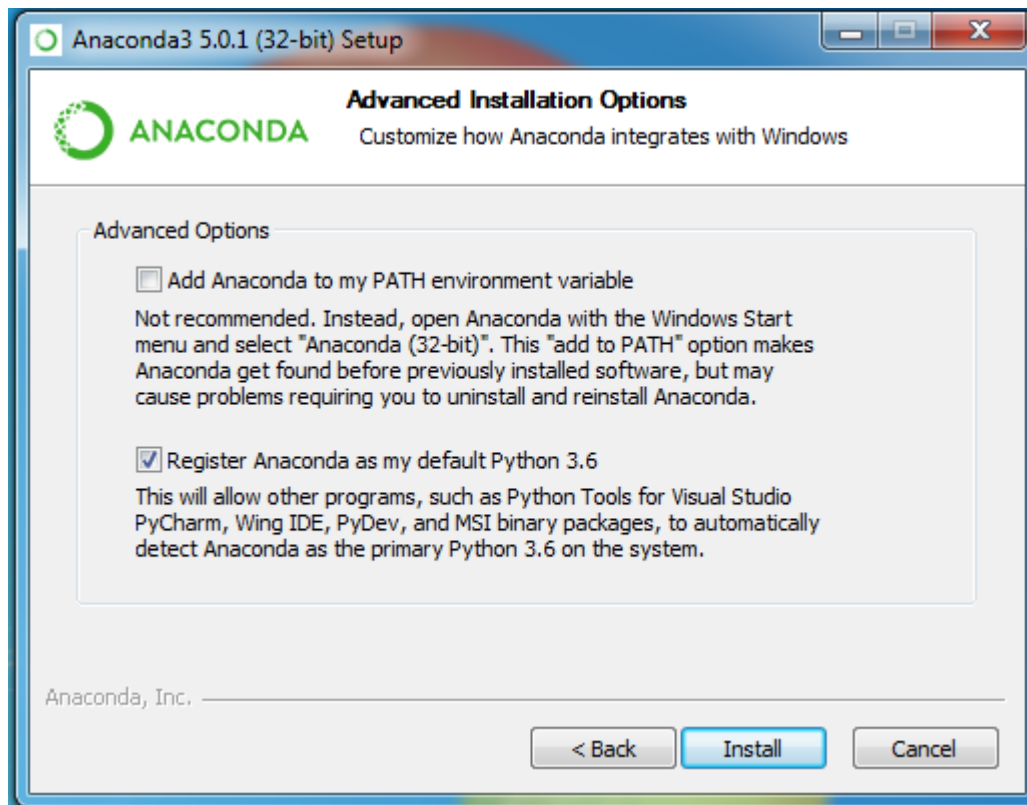 Anaconda3 5.0.1 (32-bit) Setup
ANACONDA
Advanced Installation Options
Customize how Anaconda integrates with Windows
Advanced Options
Add Anaconda to my PATH environment variable
Not recommended. Instead, open Anaconda with the Windows Start
menu and select "Anaconda (32-bit)". This "add to PATH" option makes
Anaconda get found before previously installed software, but may
cause problems requiring you to uninstall and reinstall Anaconda.
Register Anaconda as my default Python 3.6
This will allow other programs, such as Python Tools for Visual Studio
PyCharm, Wing IDE, PyDev, and MSI binary packages, to automatically
detect Anaconda as the primary Python 3.6 on the system.
Anaconda, Inc.
< Back Install Cancel